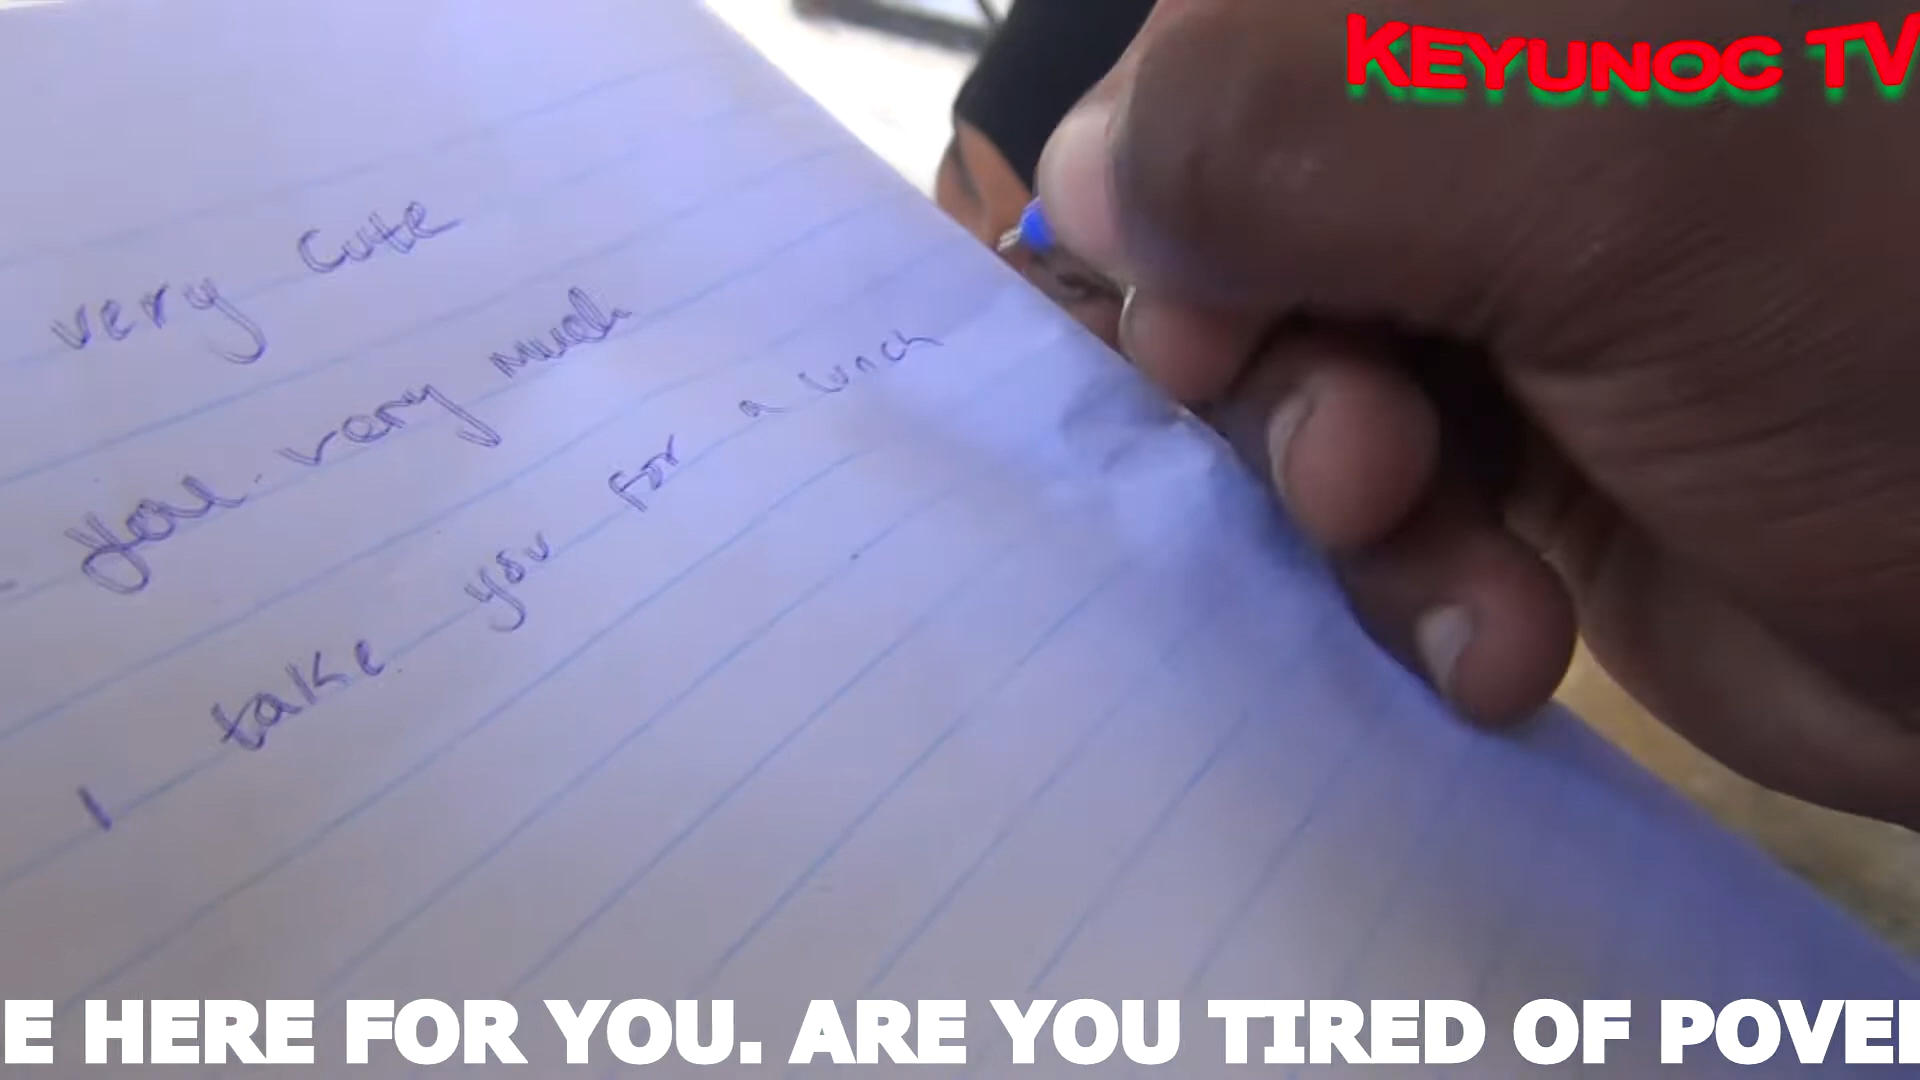 KEYUNOC TV
very cute
you very much
I take you for a lunch
E HERE FOR YOU. ARE YOU TIRED OF POVE